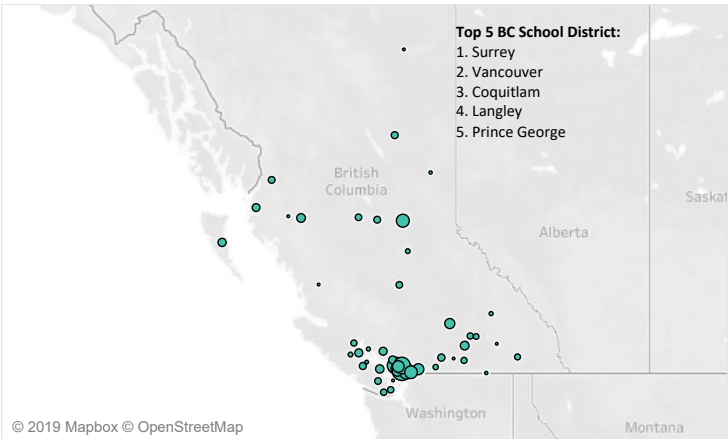 Top 5 BC School District:
1. Surrey
2. Vancouver
3. Coquitlam
4. Langley
5. Prince George
British
Columbia
Alberta
Saskat
Washington
Montana
© 2019 Mapbox © OpenStreetMap